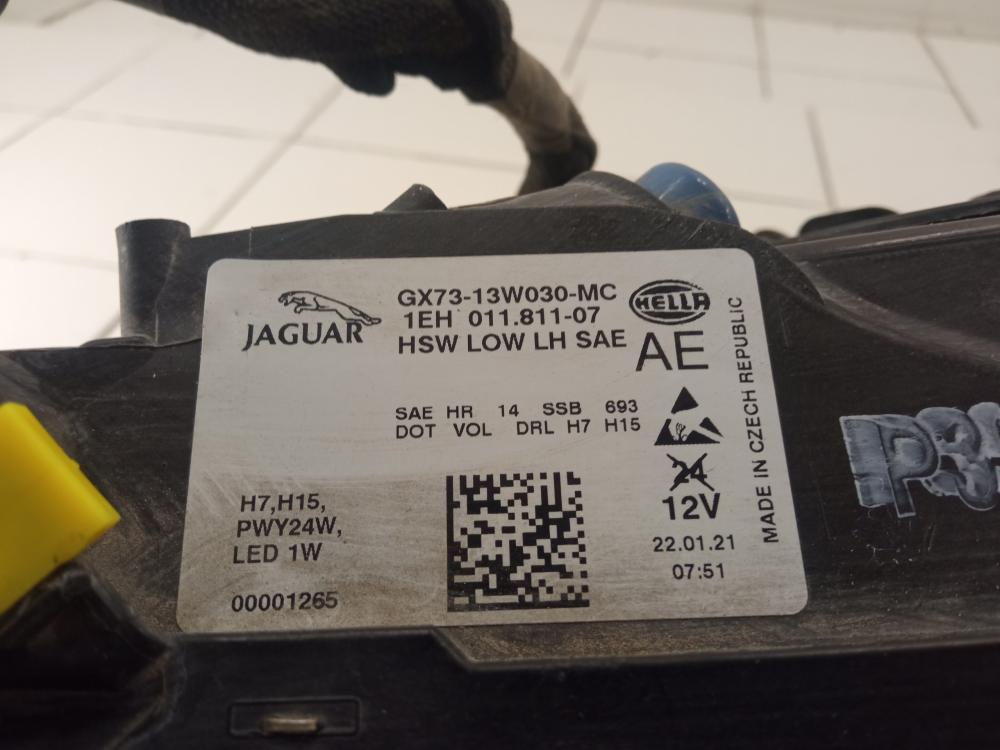 JAGUAR
GX73-13W030-MC
1EH 011.811-07
HSW LOW LH SAE
HELLA
AE
SAE HR 14 SSB 693
DOT VOL DRL H7 H15
24
12V
22.01.21
07:51
MADE IN CZECH REPUBLIC
H7,H15,
PWY24W,
LED 1W
00001265